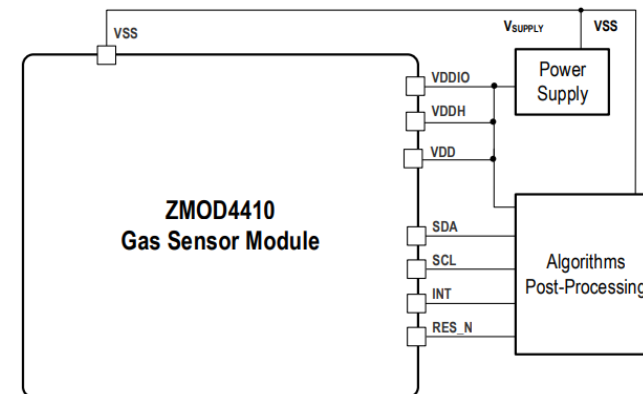 VSS
VSUPPLY
VSS
VDDIO
Power
Supply
VDDH
VDD
ZMOD4410
Gas Sensor Module
SDA
SCL
INT
RES_N
Algorithms
Post-Processing